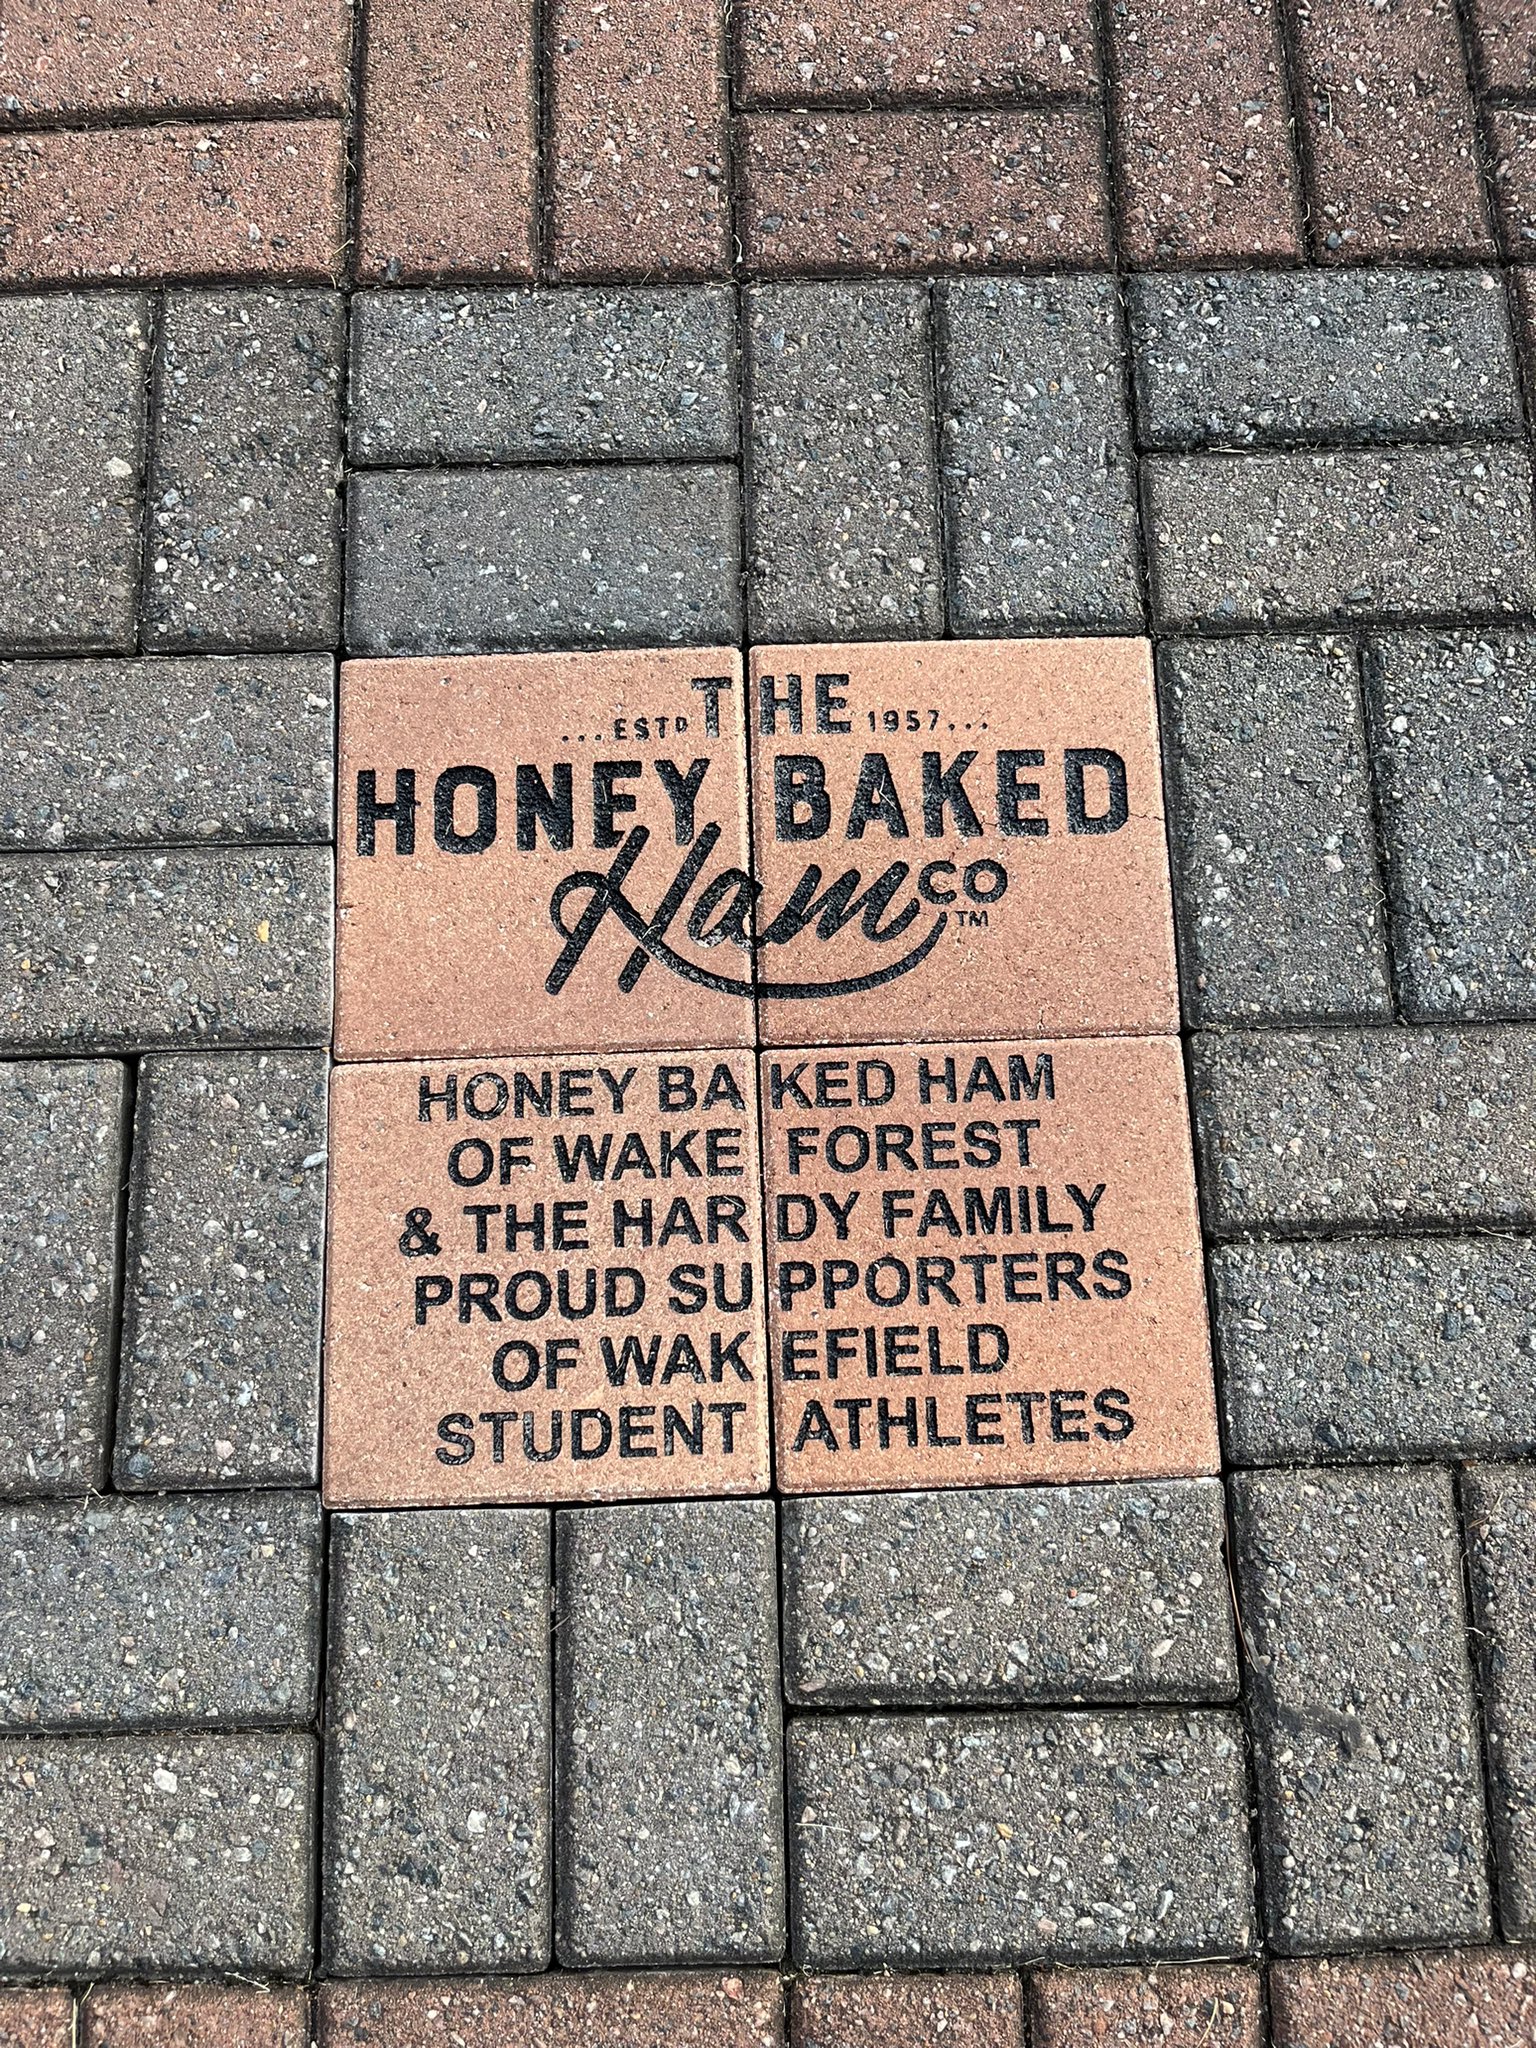 THE
...ESTD 1957...
HONEY BAKED
Ham CO
TM
HONEY BAKED HAM
OF WAKE FOREST
& THE HARDY FAMILY
PROUD SUPPORTERS
OF WAKEFIELD
STUDENT ATHLETES